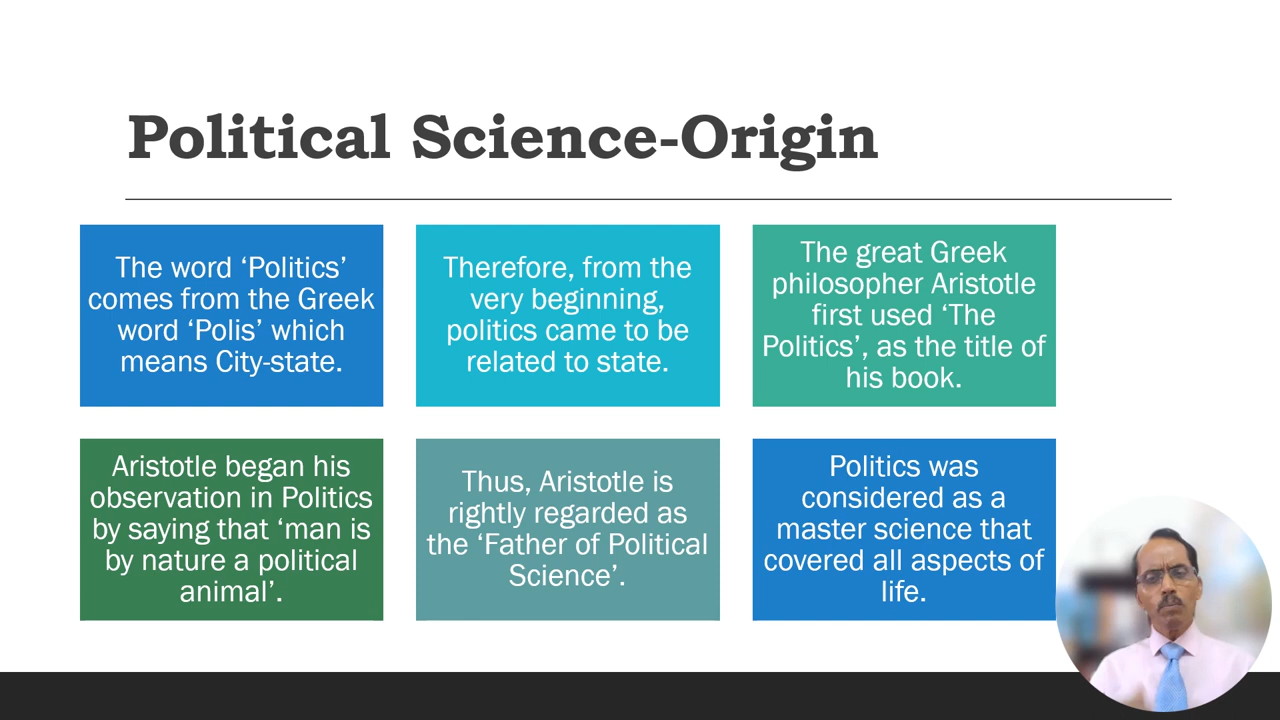 Political Science-Origin
The word ‘Politics’
comes from the Greek
word ‘Polis’ which
means City-state.
Therefore, from the
very beginning,
politics came to be
related to state.
The great Greek
philosopher Aristotle
first used ‘The
Politics’, as the title of
his book.
Aristotle began his
observation in Politics
by saying that ‘man is
by nature a political
animal’.
Thus, Aristotle is
rightly regarded as
the ‘Father of Political
Science’.
Politics was
considered as a
master science that
covered all aspects of
life.